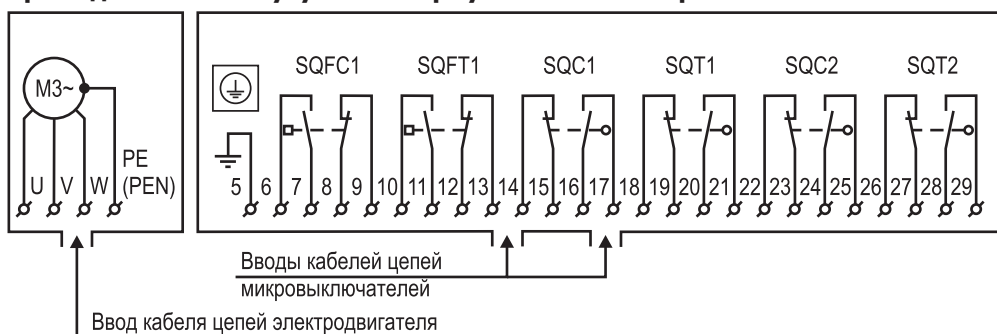 SQFC1 SQFT1 SQC1 SQT1 SQC2 SQT2
M3~
PE
U V W (PEN)
5 6 7 8 9 10 11 12 13 14 15 16 17 18 19 20 21 22 23 24 25 26 27 28 29
Вводы кабелей цепей
микровыключателей
Ввод кабеля цепей электродвигателя